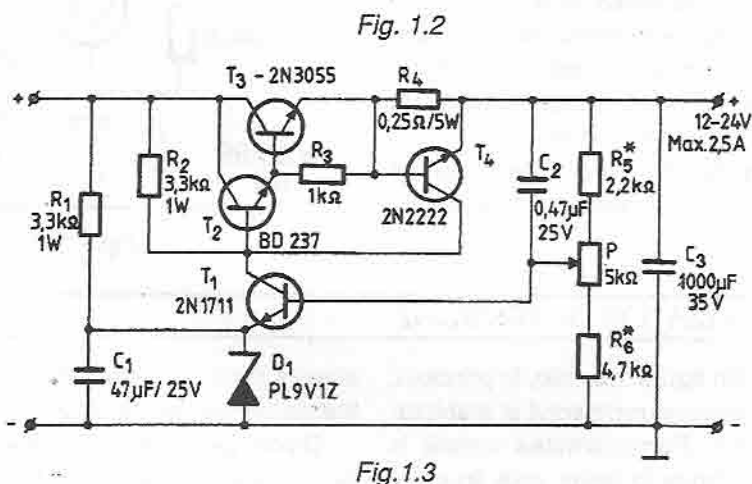 Fig. 1.2
T3 - 2N3055
R4
0,25Ω/5W
+
+
12-24V
Max. 2,5A
R2
3,3kΩ
1W
R3
1kΩ
T4
2N2222
C2
0,47µF
25V
R5*
2,2kΩ
R1
3,3kΩ
1W
T2
BD 237
P
5kΩ
C3
1000µF
35V
T1
2N1711
R6*
4,7kΩ
C1
47µF/25V
D1
PL9V1Z
-
-
Fig.1.3